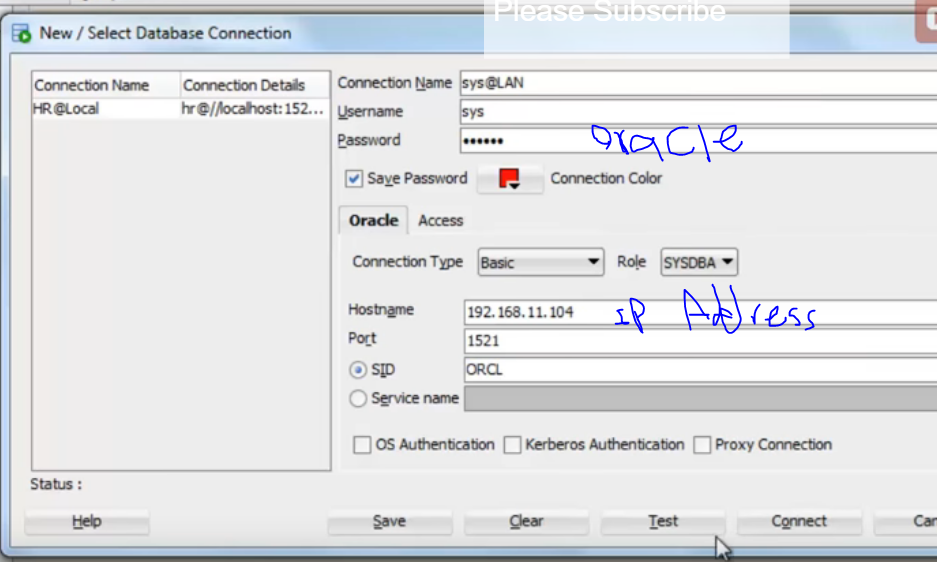 Please Subscribe
New / Select Database Connection
Connection Name Connection Details
HR@Local hr@//localhost:152...
Connection Name sys@LAN
Username sys
Password •••••• oracle
Save Password Connection Color
Oracle Access
Connection Type Basic Role SYSDBA
Hostname 192.168.11.104 IP Address
Port 1521
SID ORCL
Service name
OS Authentication Kerberos Authentication Proxy Connection
Status :
Help Save Clear Test Connect Can